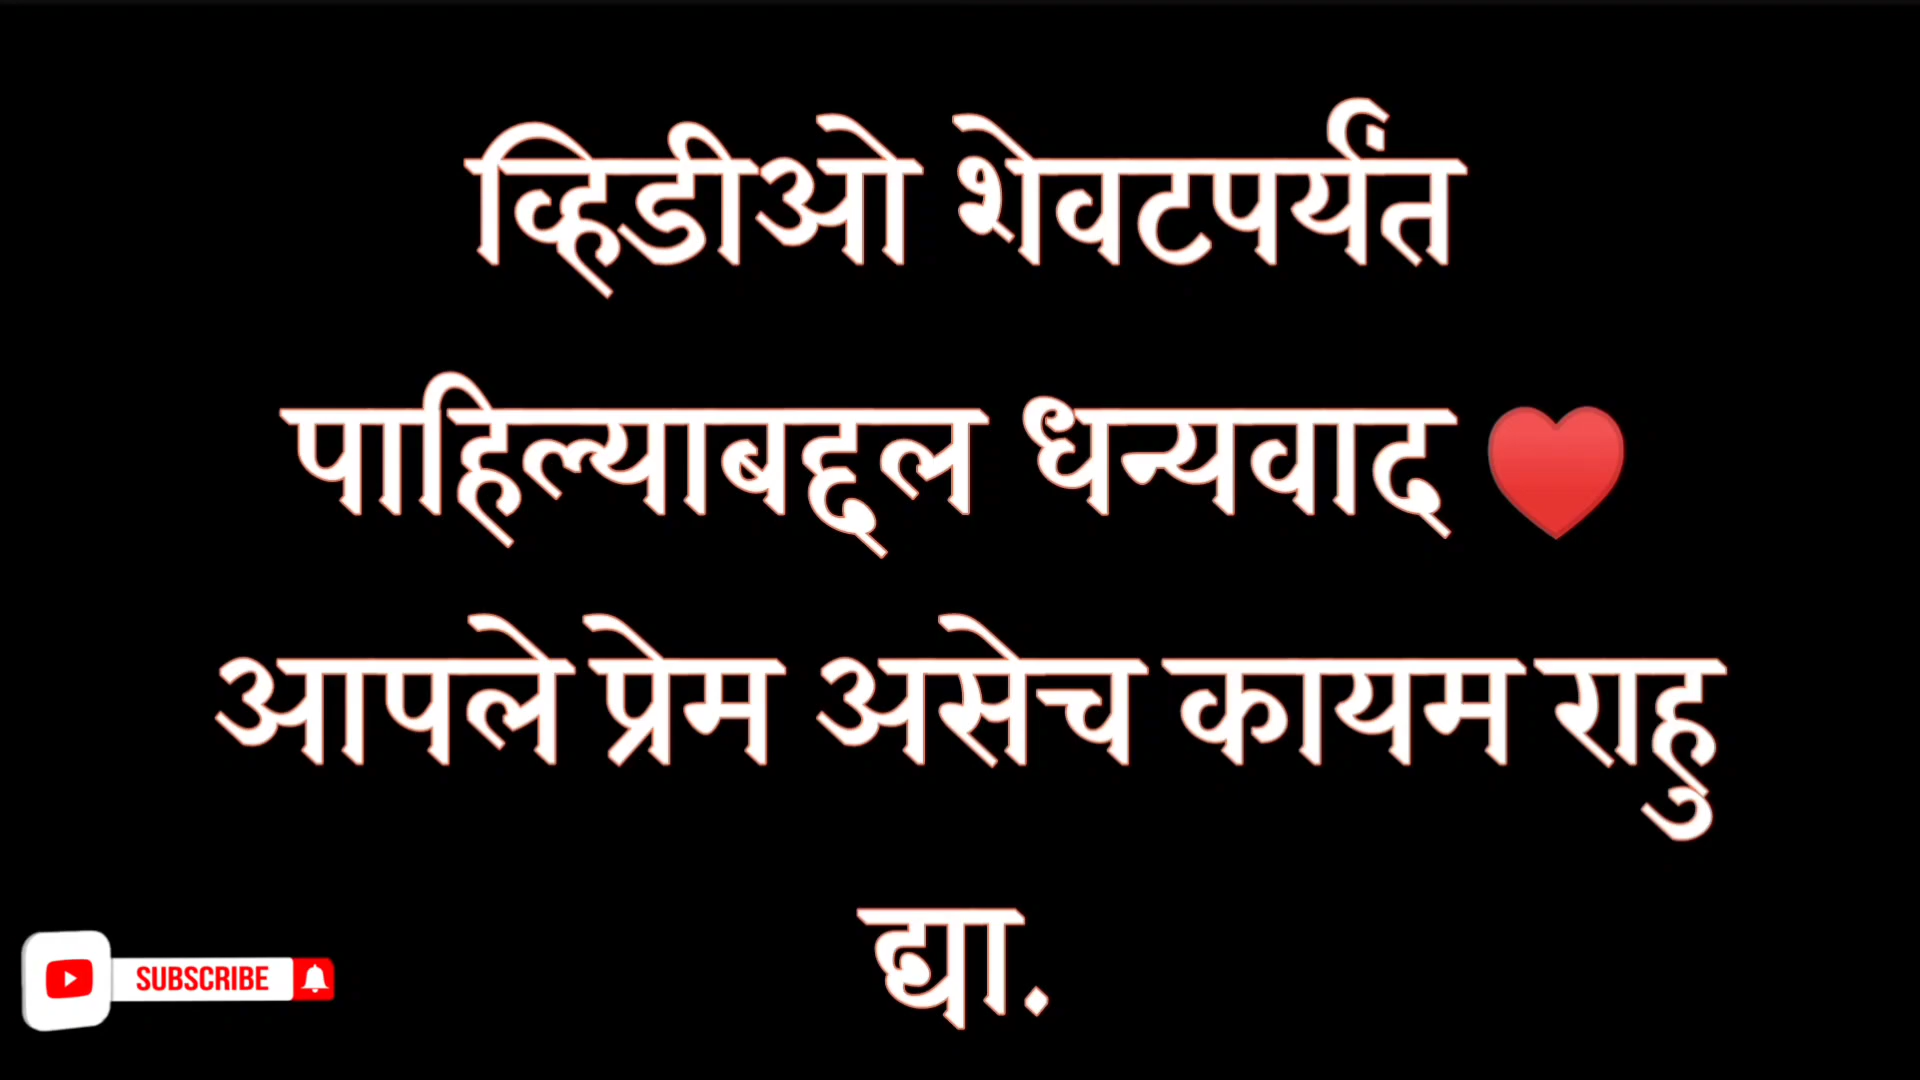 व्हिडीओ शेवटपर्यंत
पाहिल्याबद्दल धन्यवाद ♥️
आपले प्रेम असेच कायम राहु
द्या.
SUBSCRIBE